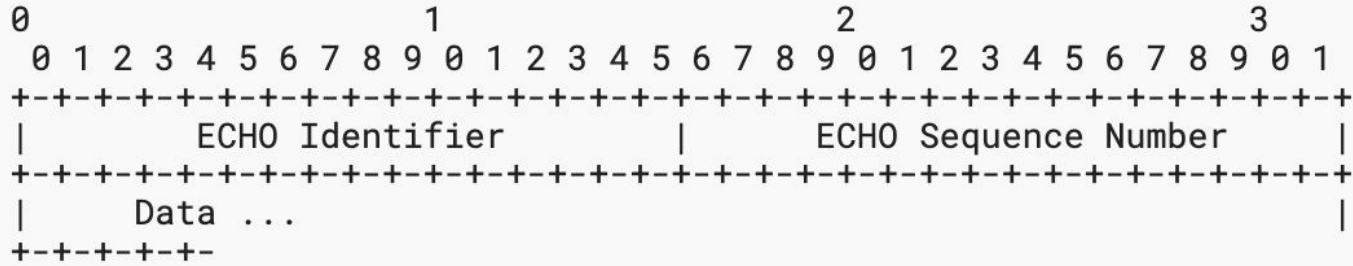 0                   1                   2                   3
 0 1 2 3 4 5 6 7 8 9 0 1 2 3 4 5 6 7 8 9 0 1 2 3 4 5 6 7 8 9 0 1
+-+-+-+-+-+-+-+-+-+-+-+-+-+-+-+-+-+-+-+-+-+-+-+-+-+-+-+-+-+-+-+-+
|        ECHO Identifier        |      ECHO Sequence Number     |
+-+-+-+-+-+-+-+-+-+-+-+-+-+-+-+-+-+-+-+-+-+-+-+-+-+-+-+-+-+-+-+-+
|     Data ...                                                  |
+-+-+-+-+-